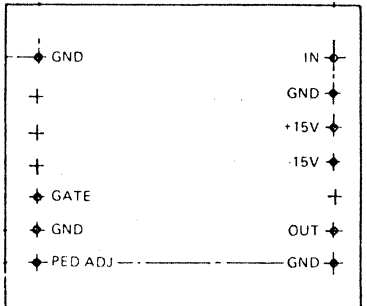 GND IN
GND
+15V
-15V
GATE
GND OUT
PED ADJ GND